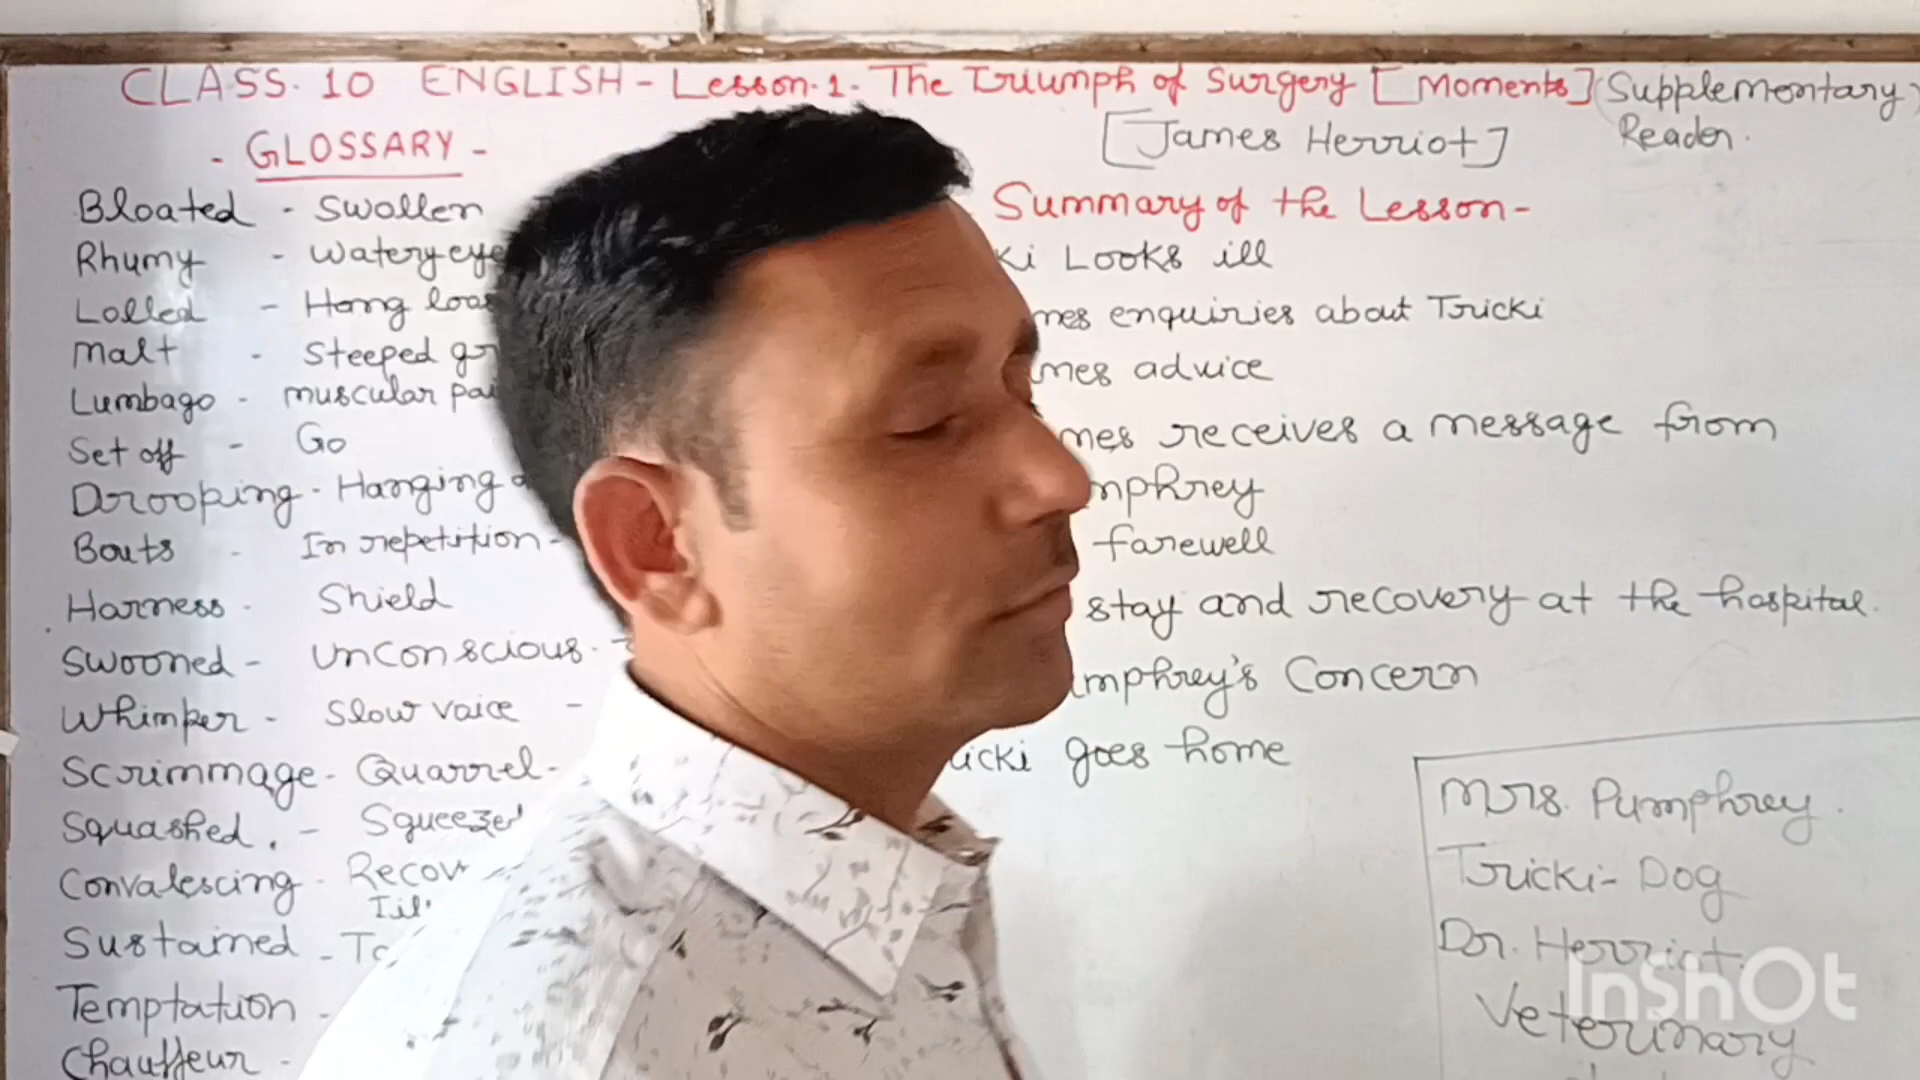 CLASS. 10 ENGLISH - Lesson. 1. The Triumph of Surgery [Moments] (Supplementary
Reader.
[James Herriot]
- GLOSSARY -
Bloated - Swollen
Rhumy - Watery eye
Lolled - Hang
Malt - Steeped
Lumbago - muscular
Set off - Go
Drooping - Hanging
Bouts - In repetition -
Harness - Shield
Swooned - Unconscious -
Whimper - Slow voice -
Scrimmage - Quarrel -
Squashed. - Squeezed
Convalescing -
Sustained -
Temptation -
Chauffeur -
Summary of the Lesson -
ki Looks ill
mes enquiries about Tricki
mes advice
mes receives a message from
mphrey
farewell
stay and recovery at the hospital.
mphrey's Concern
icki goes home
Mrs. Pumphrey.
Tricki - Dog
Dr. Herriot.
Veterinary
InShOt